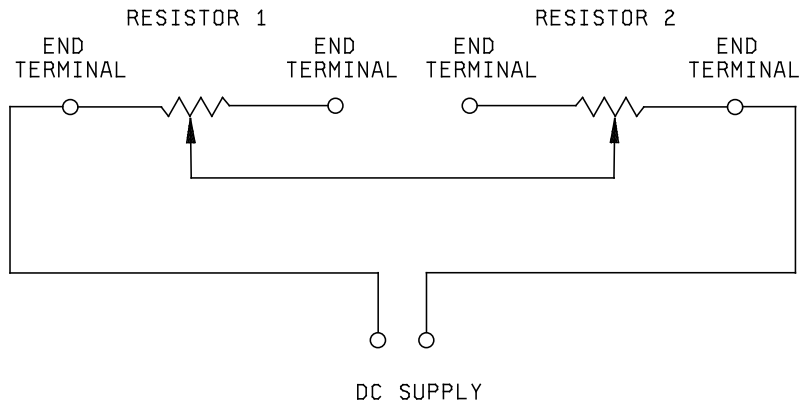 RESISTOR 1
RESISTOR 2
END
TERMINAL
END
TERMINAL
END
TERMINAL
END
TERMINAL
DC SUPPLY